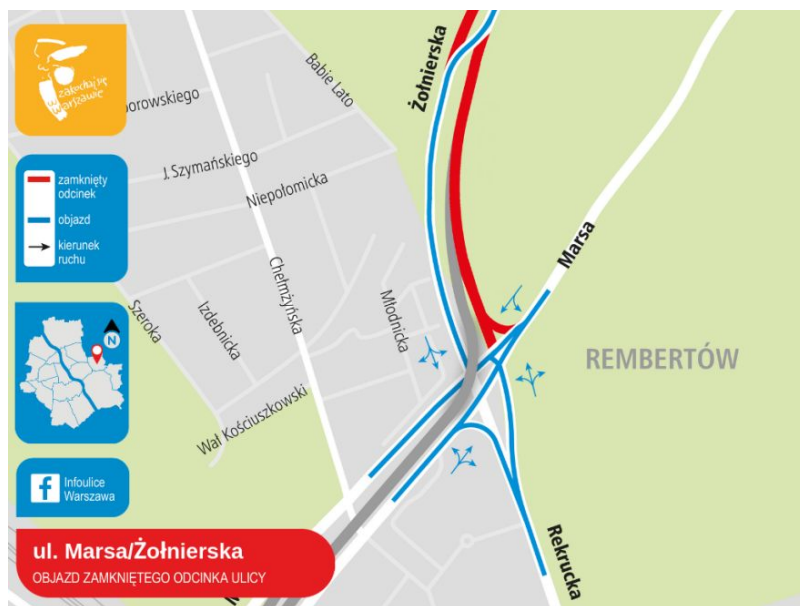 w zakochaj się
warszawie
zamknięty
odcinek
objazd
kierunek
ruchu
N
Infoulice
Warszawa
ul. Marsa/Żołnierska
OBJAZD ZAMKNIĘTEGO ODCINKA ULICY
Babie Lato
Żołnierska
J. Szymańskiego
Niepołomicka
Marsa
Chełmżyńska
Szeroka
Izdebnicka
Młodnicka
REMBERTÓW
Wał Kościuszkowski
Rekrucka